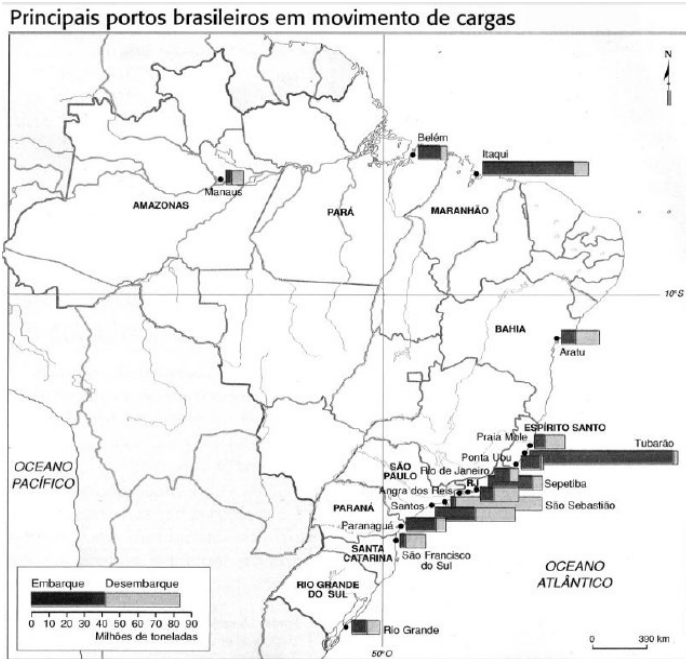 Principais portos brasileiros em movimento de cargas
N
Belém
Itaqui
Manaus
AMAZONAS
PARÁ
MARANHÃO
10°S
BAHIA
Aratu
ESPÍRITO SANTO
Praia Mole
Tubarão
Ponta Ubu
SÃO PAULO
Rio de Janeiro
OCEANO PACÍFICO
Angra dos Reis
R.J.
Sepetiba
Santos
São Sebastião
PARANÁ
Paranaguá
SANTA CATARINA
São Francisco do Sul
OCEANO ATLÂNTICO
RIO GRANDE DO SUL
Rio Grande
Embarque Desembarque
0 10 20 30 40 50 60 70 80 90
Milhões de toneladas
50°
0 390 km